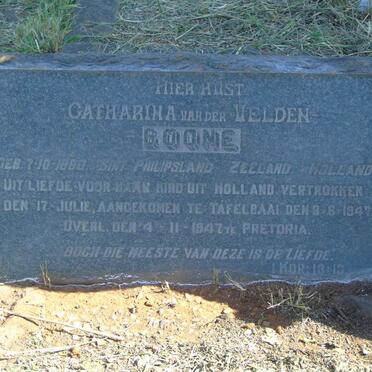 HIER RUST
CATHARINA VAN DER VELDEN
BOONE
GEB. 7-10-1880. SINT PHILIPSLAND ZEELAND HOLLAND
UIT LIEFDE VOOR HAAR KIND UIT HOLLAND VERTROKKEN
DEN 17-JULIE, AANGEKOMEN TE TAFELBAAI DEN 9-8-194
OVERL. DEN 4-11-1947 TE PRETORIA.
DOCH DIE MEESTE VAN DEZE IS DE LIEFDE.
KOR. 13:13